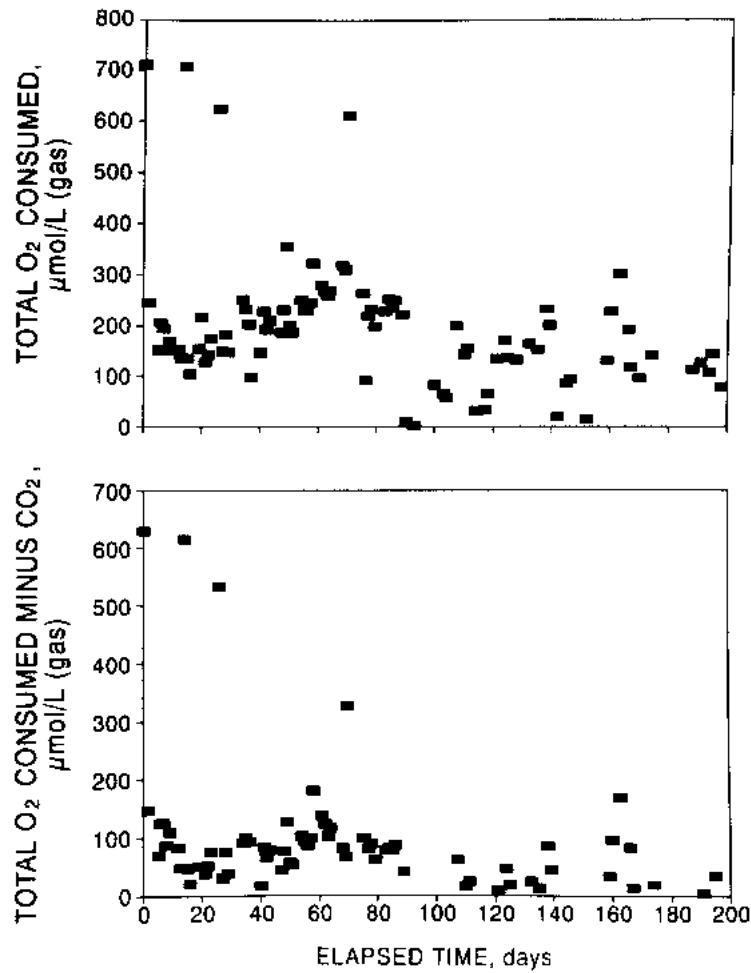 TOTAL O₂ CONSUMED,
µmol/L (gas)
800
700
600
500
400
300
200
100
0
TOTAL O₂ CONSUMED MINUS CO₂,
µmol/L (gas)
700
600
500
400
300
200
100
0
0 20 40 60 80 100 120 140 160 180 200
ELAPSED TIME, days